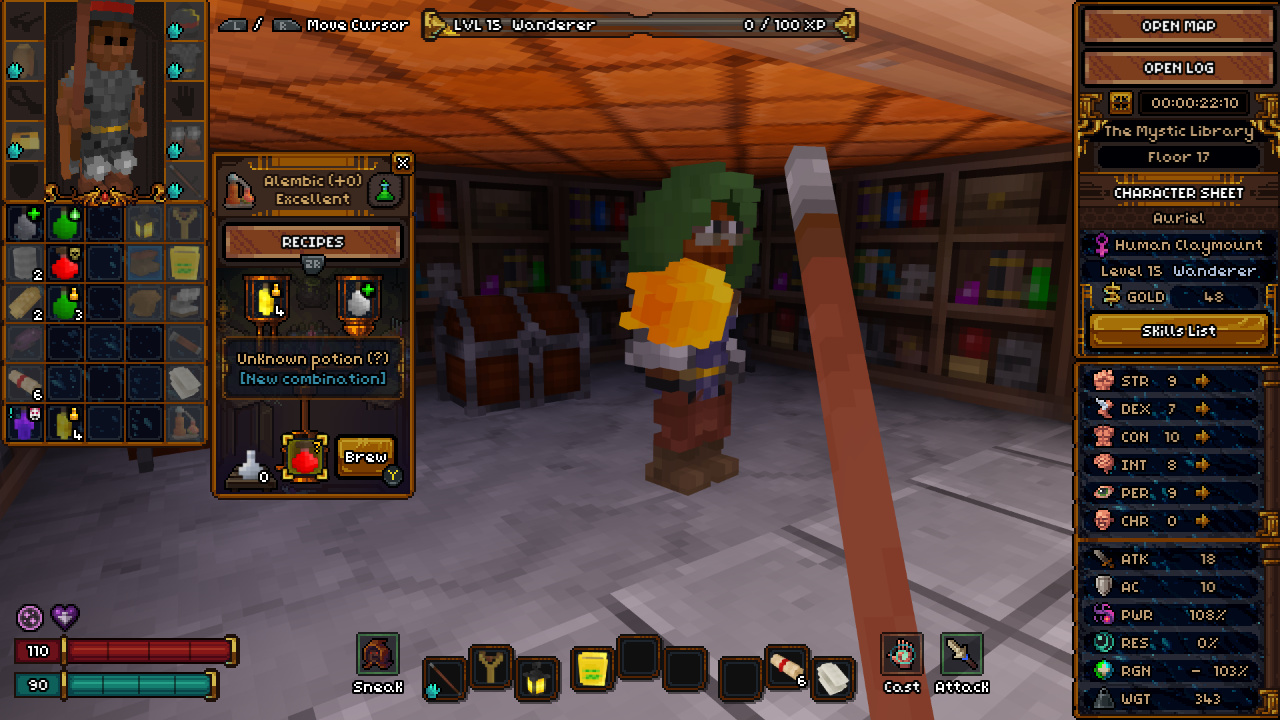 L / R Move Cursor
LVL 15 Wanderer
0 / 100 XP
OPEN MAP
OPEN LOG
00:00:22:10
The Mystic Library
Floor 17
CHARACTER SHEET
Auriel
Human Claymount
Level 15 Wanderer
GOLD 48
Skills List
STR 9
DEX 7
CON 10
INT 8
PER 9
CHR 0
ATK 18
AC 10
PWR 108%
RES 0%
RGN - 103%
WGT 343
Alembic (+0)
Excellent
RECIPES
ZR
4
Unknown potion (?)
[New combination]
0
?
Brew
Y
2
2
3
6
4
110
90
Sneak
6
Cast
Attack